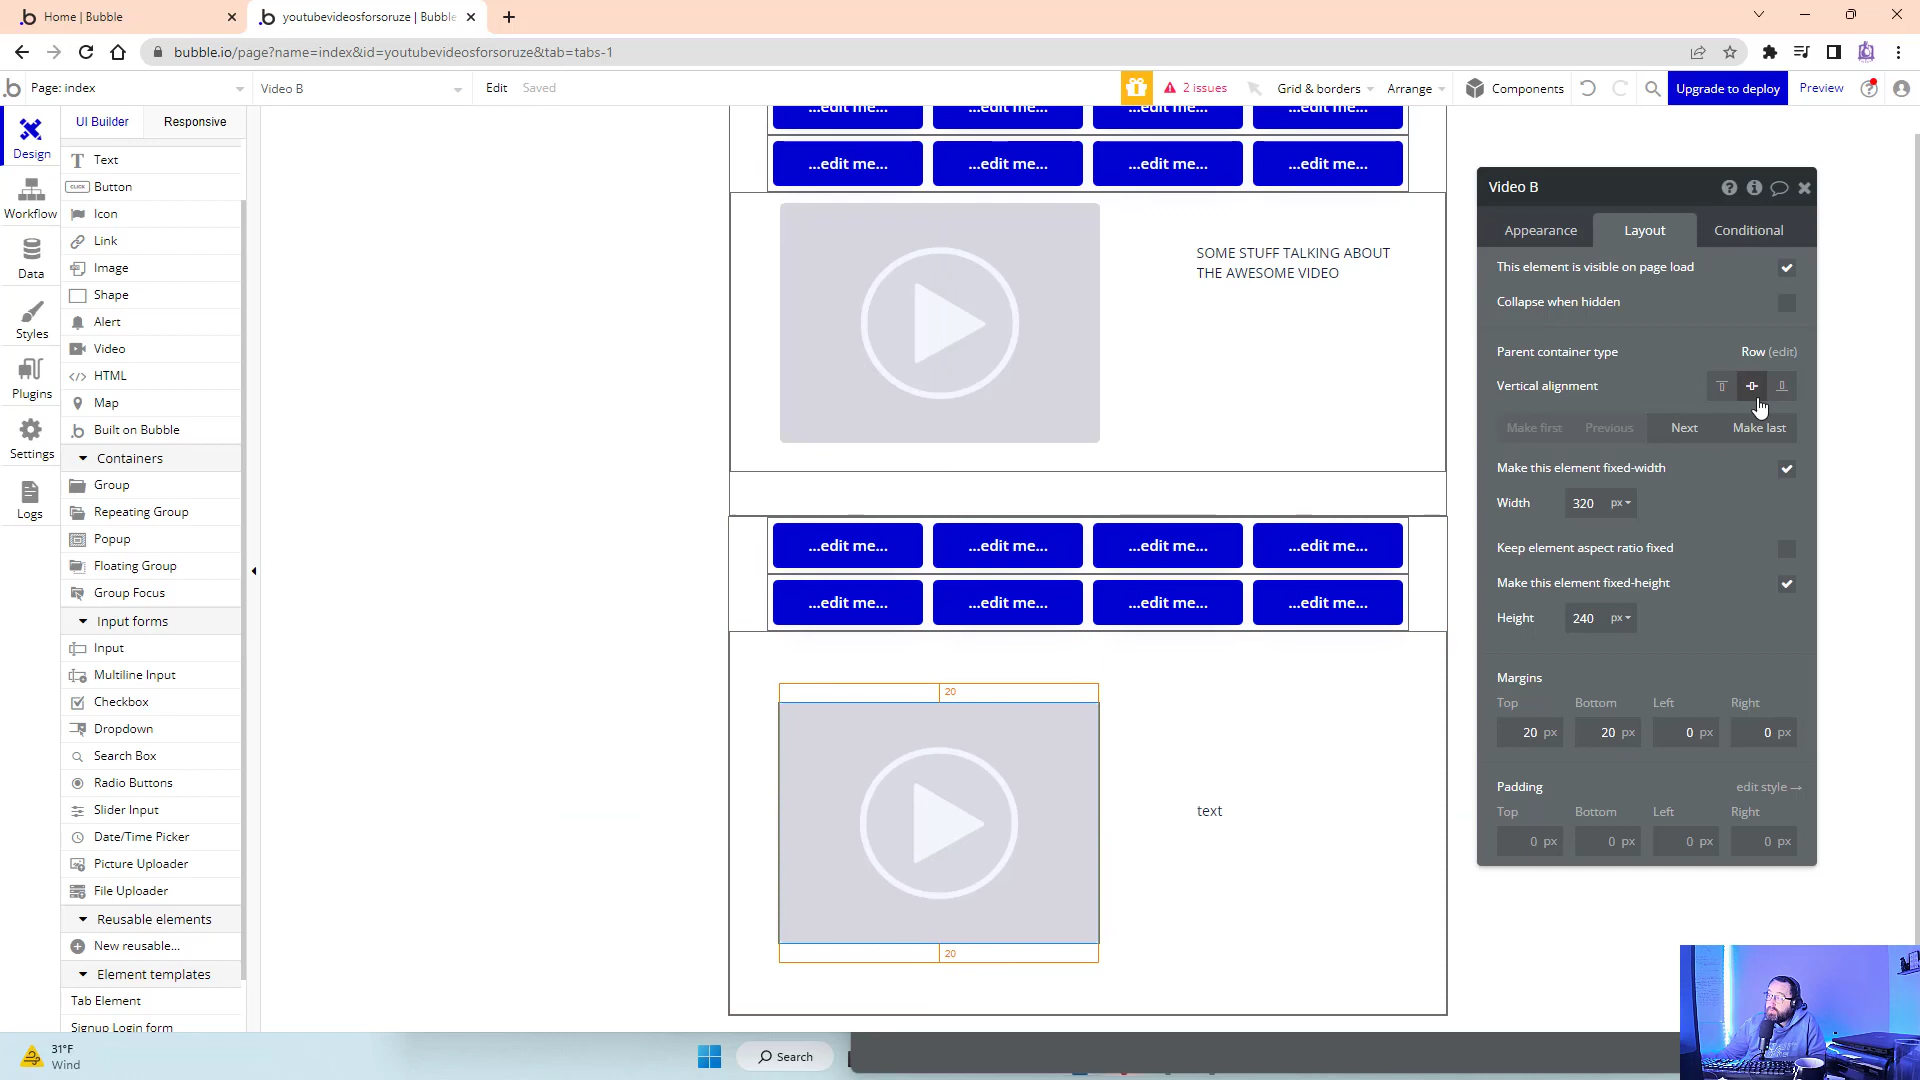 Home | Bubble
youtubevideosforsoruze | Bubble
bubble.io/page?name=index&id=youtubevideosforsoruze&tab=tabs-1
Page: index
Video B
Edit
Saved
2 issues
Grid & borders
Arrange
Components
Upgrade to deploy
Preview
Design
Workflow
Data
Styles
Plugins
Settings
Logs
UI Builder
Responsive
Text
CLICK
Button
Icon
Link
Image
Shape
Alert
Video
HTML
Map
Built on Bubble
Containers
Group
Repeating Group
Popup
Floating Group
Group Focus
Input forms
Input
Multiline Input
Checkbox
Dropdown
Search Box
Radio Buttons
Slider Input
Date/Time Picker
Picture Uploader
File Uploader
Reusable elements
New reusable...
Element templates
Tab Element
Signup Login form
...edit me... ...edit me... ...edit me... ...edit me...
...edit me... ...edit me... ...edit me... ...edit me...
SOME STUFF TALKING ABOUT
THE AWESOME VIDEO
...edit me... ...edit me... ...edit me... ...edit me...
...edit me... ...edit me... ...edit me... ...edit me...
20
text
20
Video B
Appearance
Layout
Conditional
This element is visible on page load
Collapse when hidden
Parent container type
Row (edit)
Vertical alignment
Make first
Previous
Next
Make last
Make this element fixed-width
Width
320 px
Keep element aspect ratio fixed
Make this element fixed-height
Height
240 px
Margins
Top Bottom Left Right
20 px 20 px 0 px 0 px
Padding
edit style →
Top Bottom Left Right
0 px 0 px 0 px 0 px
31°F
Wind
Search